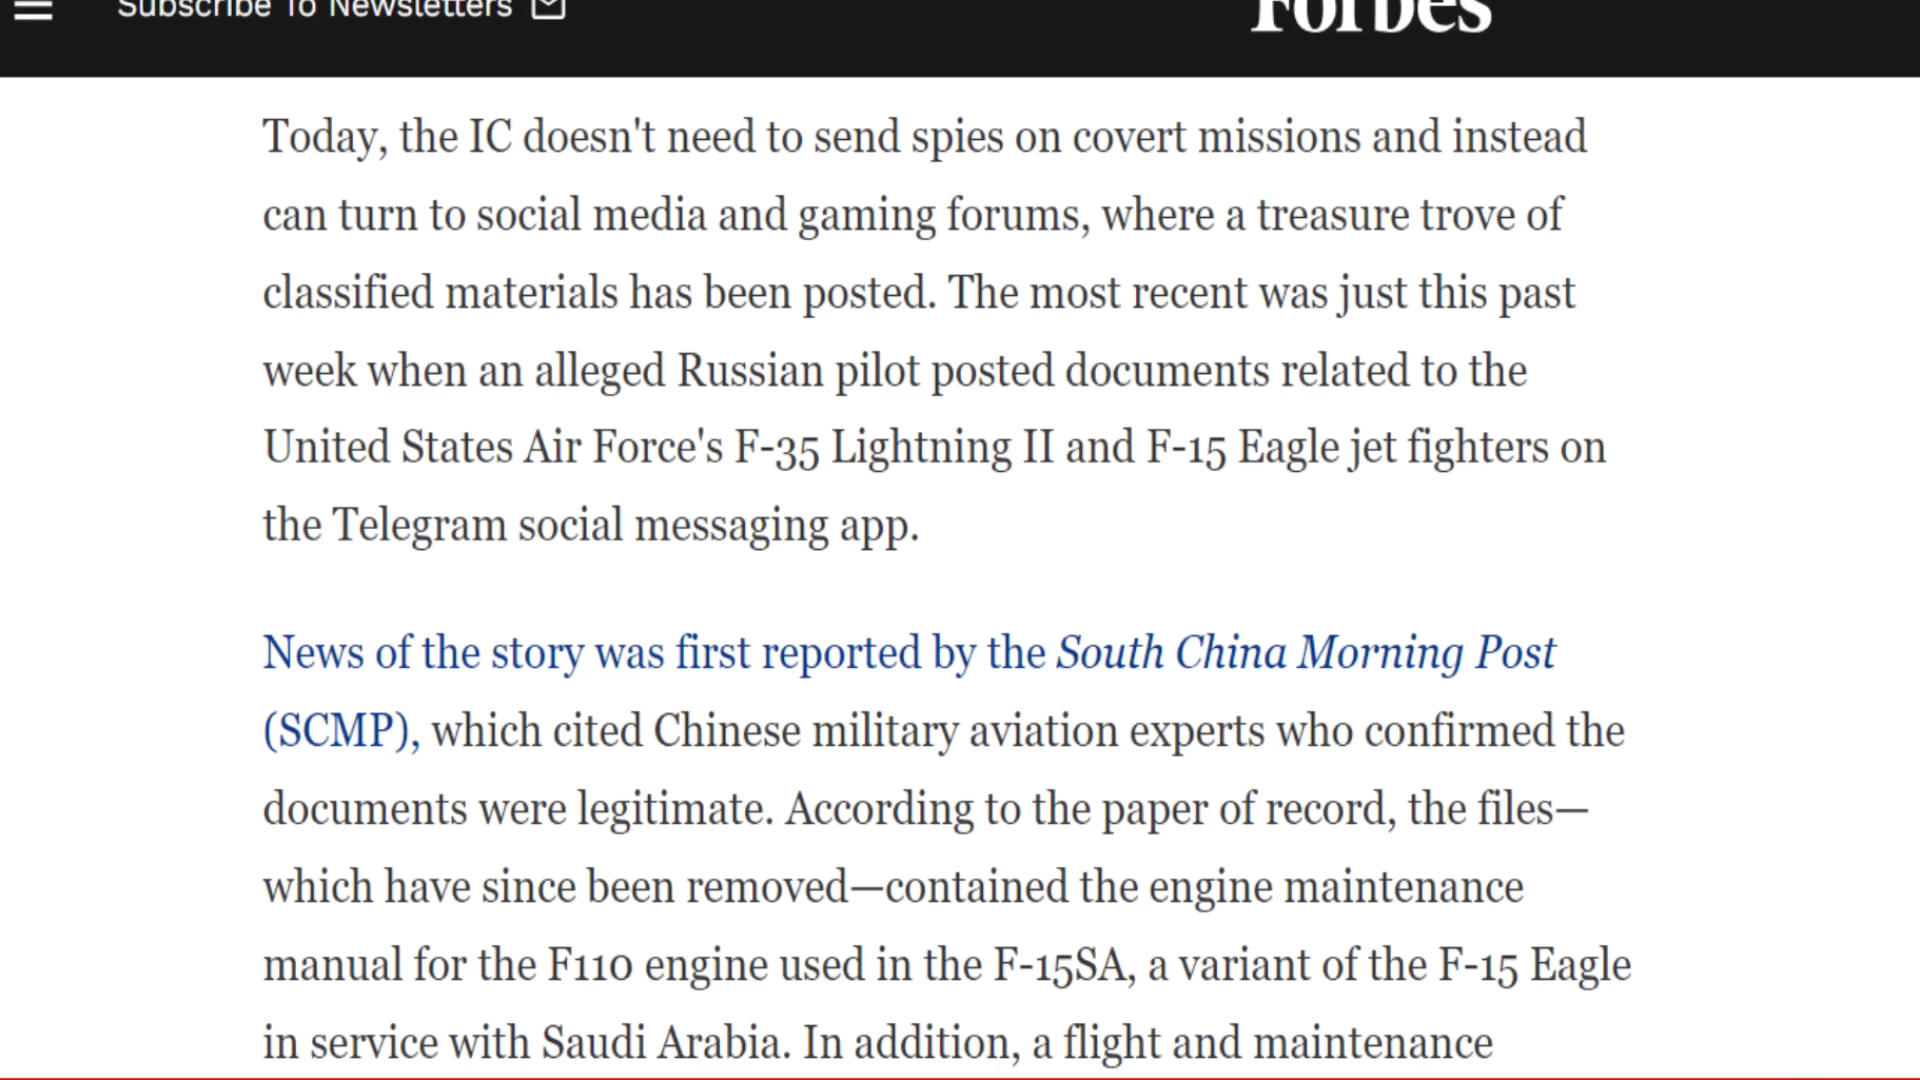 Subscribe To Newsletters
Forbes
Today, the IC doesn't need to send spies on covert missions and instead
can turn to social media and gaming forums, where a treasure trove of
classified materials has been posted. The most recent was just this past
week when an alleged Russian pilot posted documents related to the
United States Air Force's F-35 Lightning II and F-15 Eagle jet fighters on
the Telegram social messaging app.
News of the story was first reported by the South China Morning Post
(SCMP), which cited Chinese military aviation experts who confirmed the
documents were legitimate. According to the paper of record, the files—
which have since been removed—contained the engine maintenance
manual for the F110 engine used in the F-15SA, a variant of the F-15 Eagle
in service with Saudi Arabia. In addition, a flight and maintenance